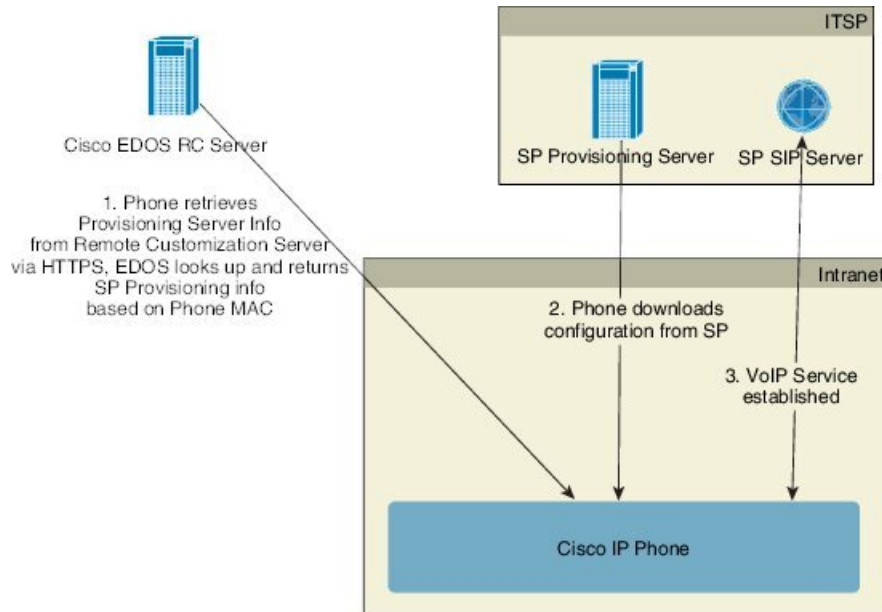 ITSP
Cisco EDOS RC Server
SP Provisioning Server
SP SIP Server
1. Phone retrieves
Provisioning Server Info
from Remote Customization Server
via HTTPS, EDOS looks up and returns
SP Provisioning info
based on Phone MAC
Intranet
2. Phone downloads
configuration from SP
3. VoIP Service
established
Cisco IP Phone